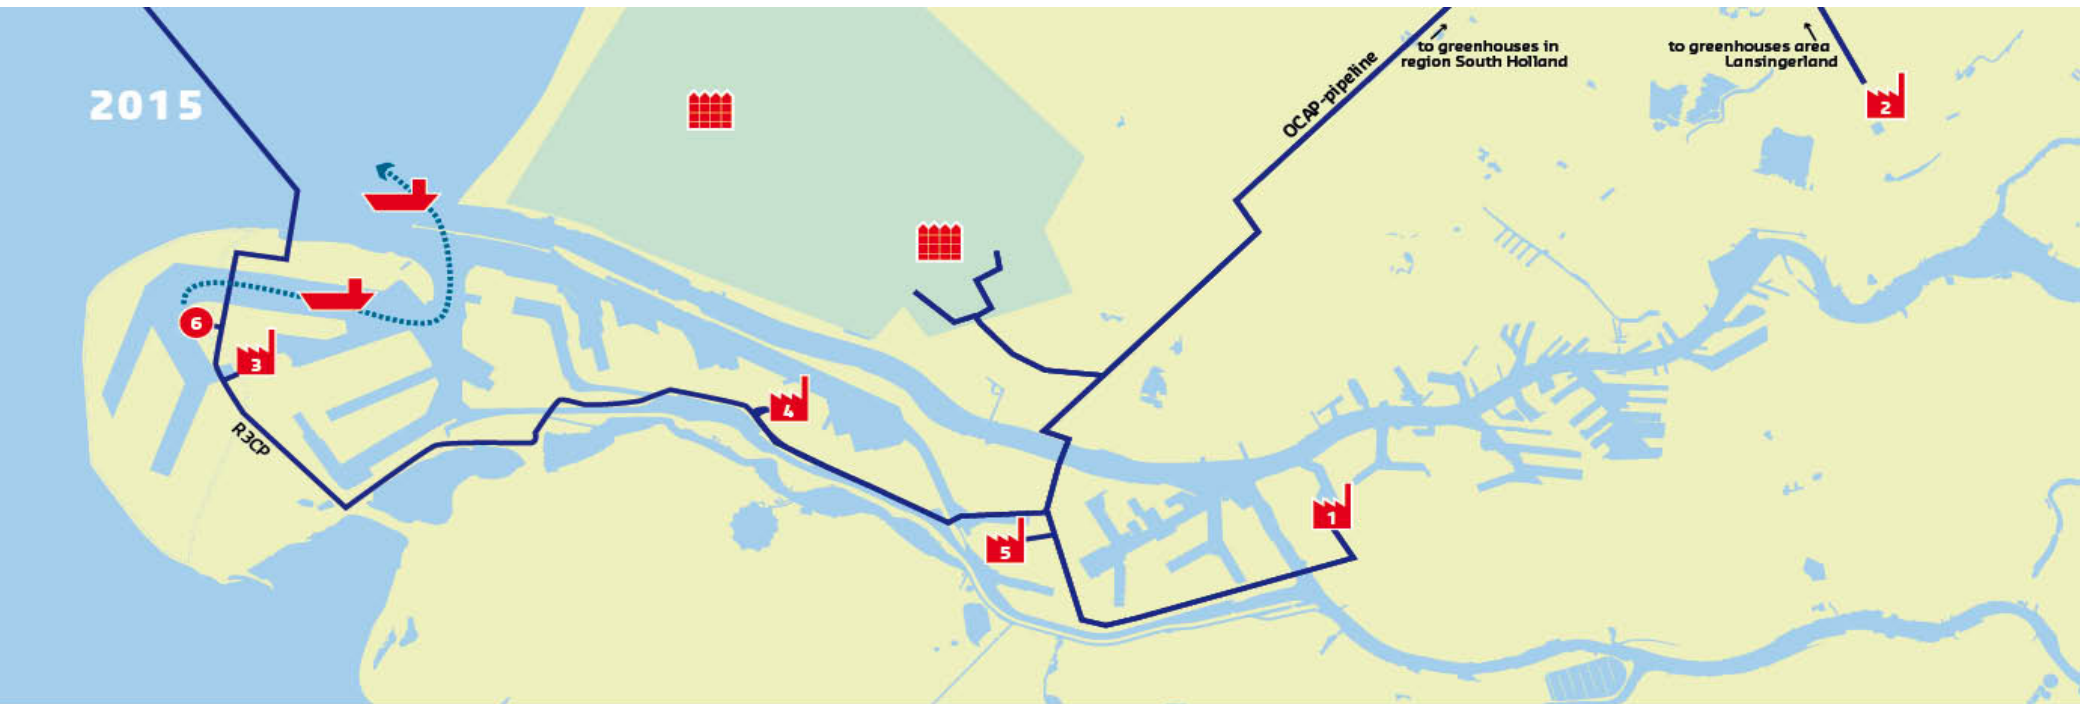 2015
to greenhouses in
region South Holland
to greenhouses area
Lansingerland
OCAP-pipeline
2
6
3
4
R3CP
1
5